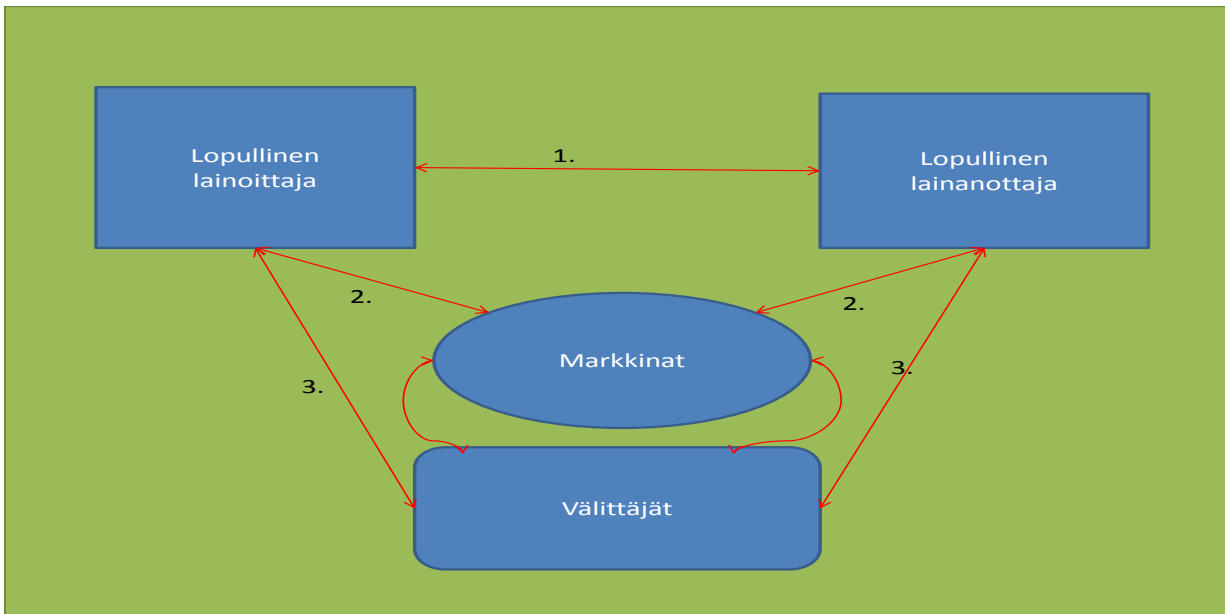 Lopullinen
lainoittaja
1.
Lopullinen
lainanottaja
2.
2.
Markkinat
3.
3.
Välittäjät